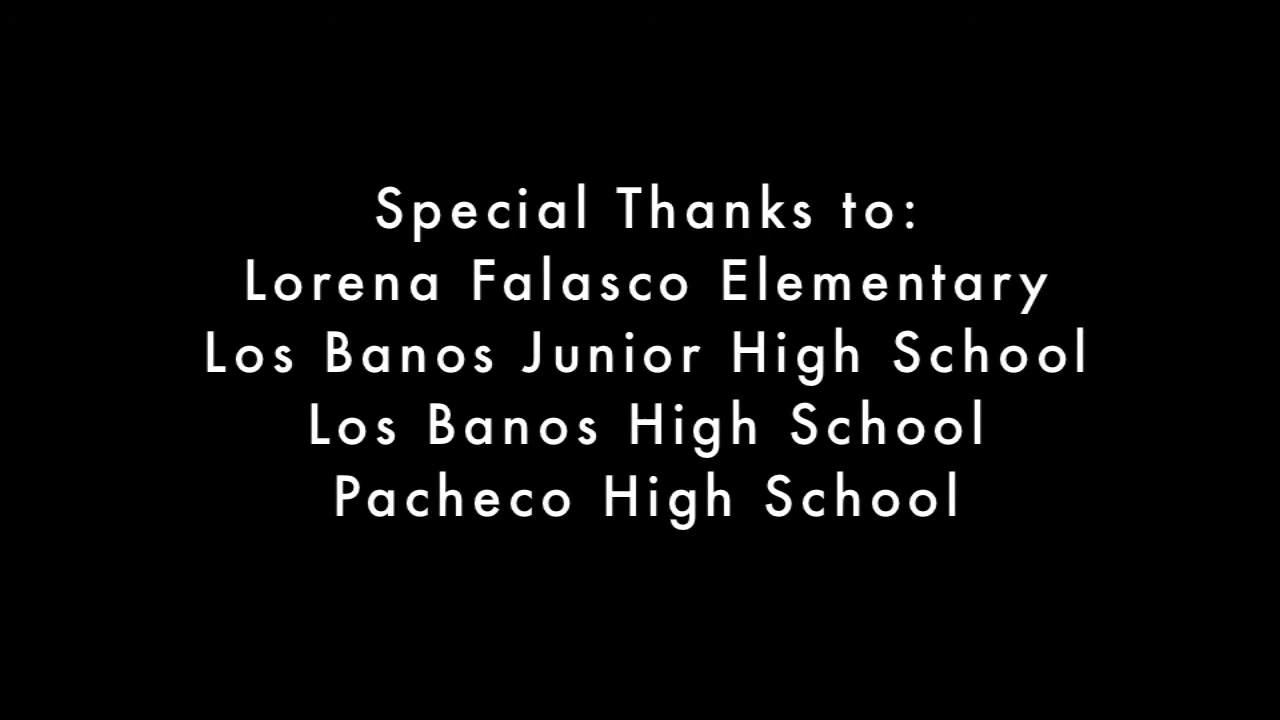 Special Thanks to:
Lorena Falasco Elementary
Los Banos Junior High School
Los Banos High School
Pacheco High School